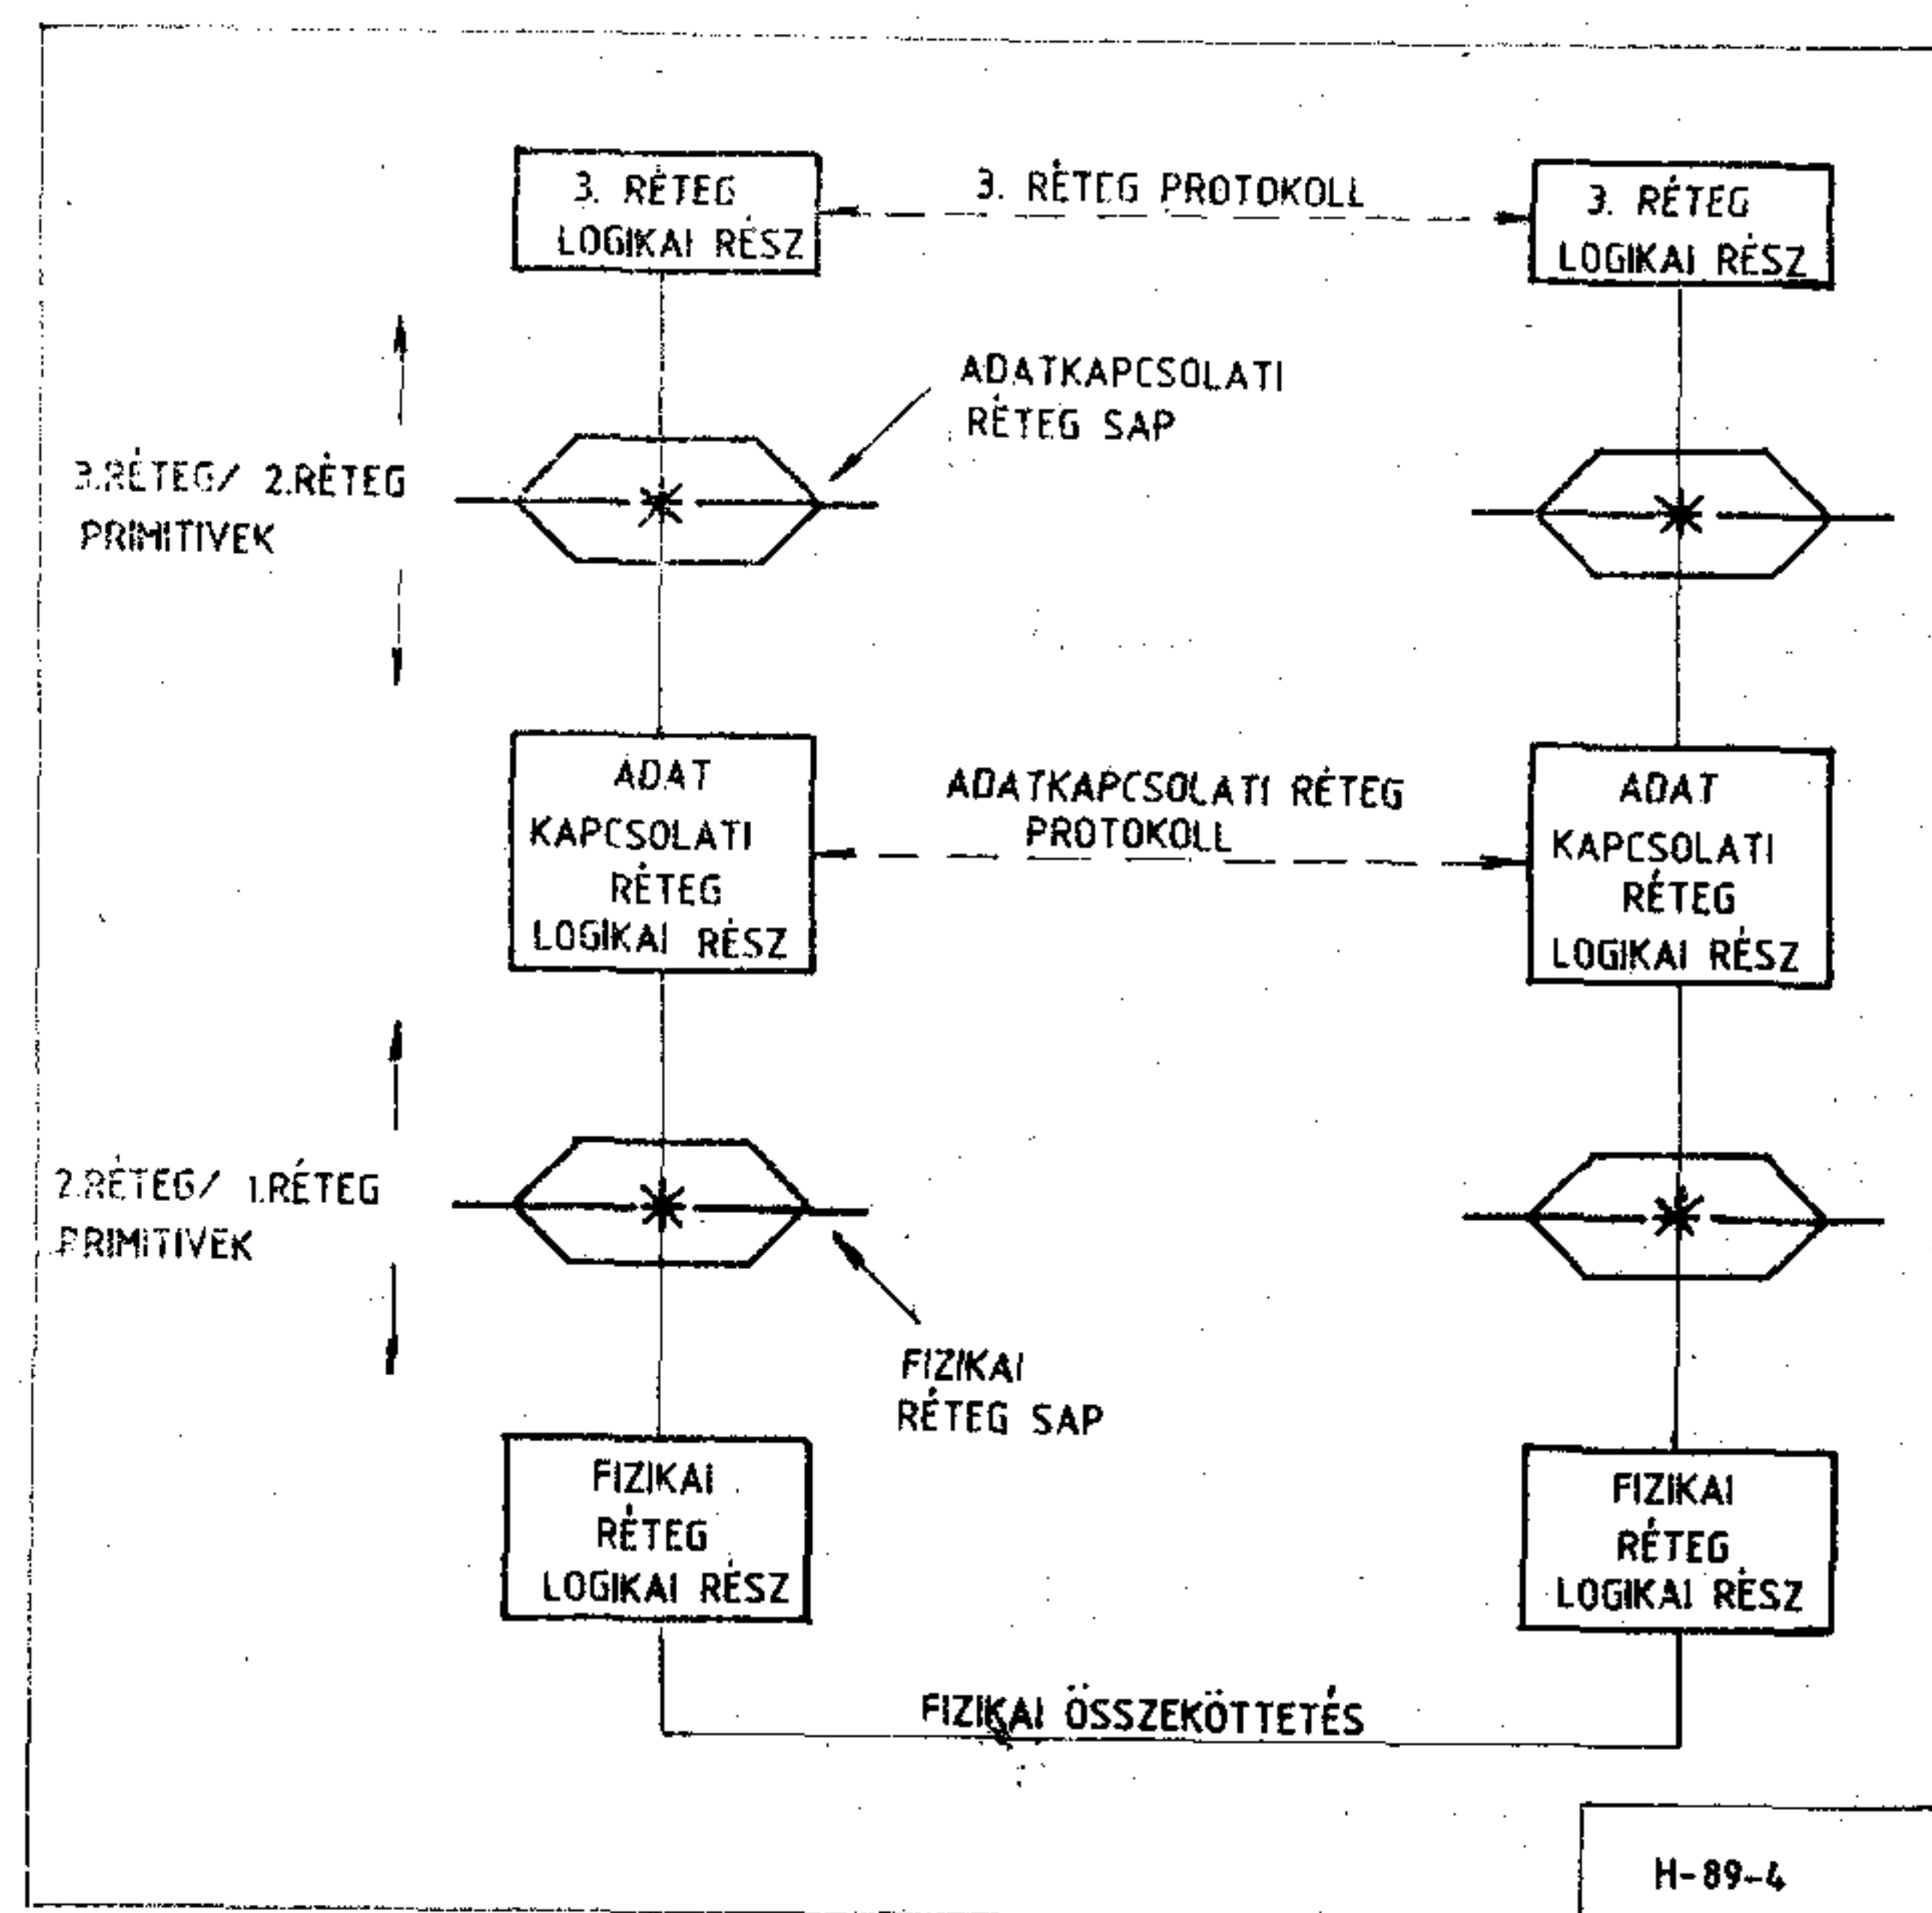 3. RÉTEG
LOGIKAI RÉSZ
3. RÉTEG PROTOKOLL
3. RÉTEG
LOGIKAI RÉSZ
ADATKAPCSOLATI
RÉTEG SAP
3.RÉTEG/ 2.RÉTEG
PRIMITIVEK
ADAT
KAPCSOLATI
RÉTEG
LOGIKAI RÉSZ
ADATKAPCSOLATI RÉTEG
PROTOKOLL
ADAT
KAPCSOLATI
RÉTEG
LOGIKAI RÉSZ
2.RÉTEG/ 1.RÉTEG
PRIMITIVEK
FIZIKAI
RÉTEG SAP
FIZIKAI
RÉTEG
LOGIKAI RÉSZ
FIZIKAI
RÉTEG
LOGIKAI RÉSZ
FIZIKAI ÖSSZEKÖTTETÉS
H-89-4